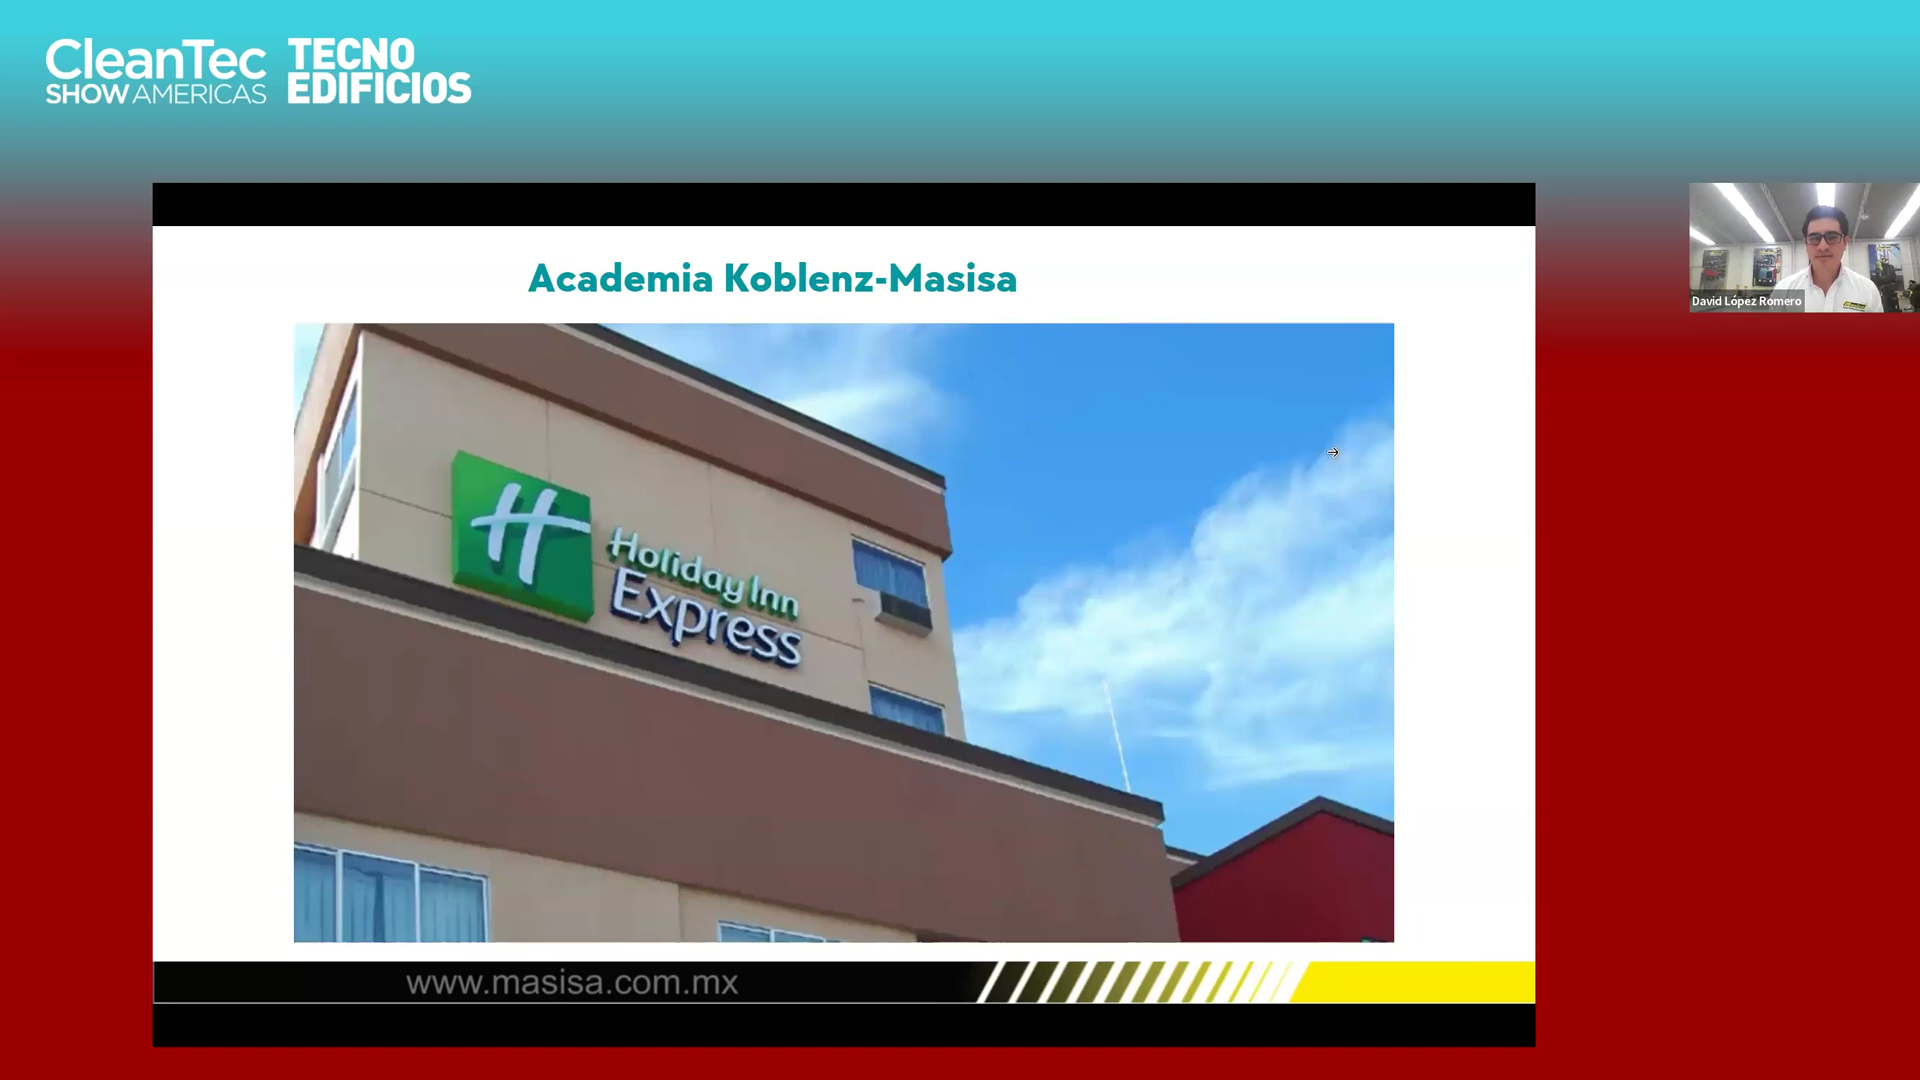 CleanTec
SHOW AMERICAS
TECNO
EDIFICIOS
Academia Koblenz-Masisa
Holiday Inn
Express
David López Romero
www.masisa.com.mx